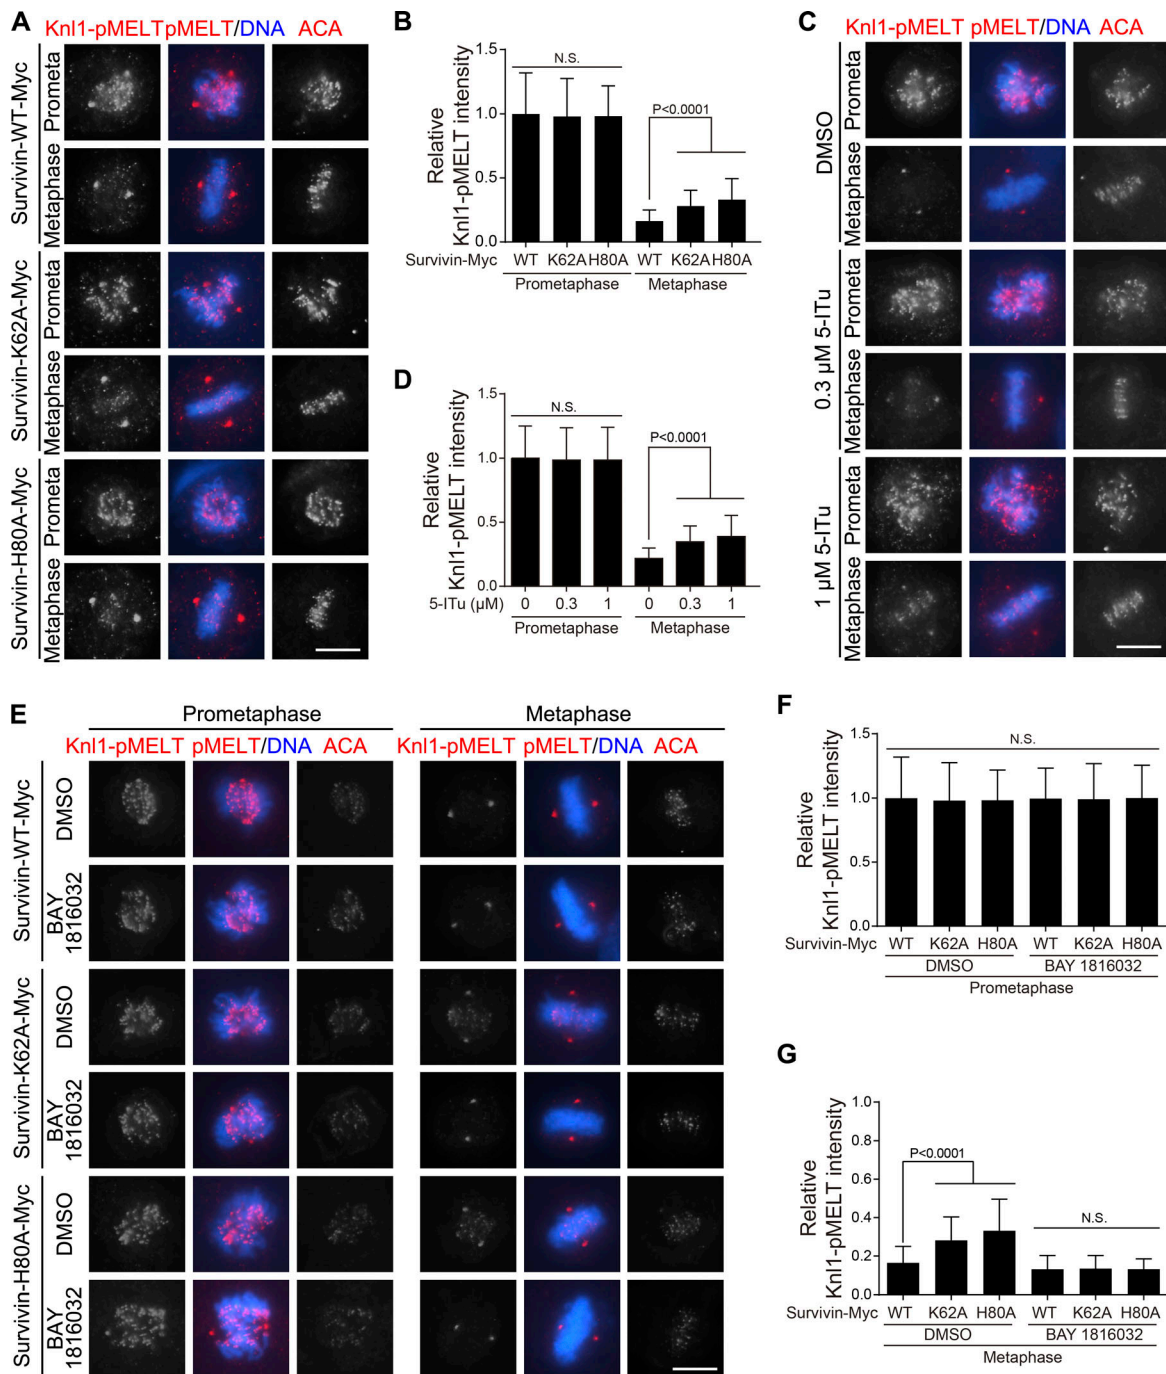 A
Knl1-pMELT pMELT/DNA ACA
Survivin-WT-Myc
Prometa
Metaphase
Survivin-K62A-Myc
Prometa
Metaphase
Survivin-H80A-Myc
Prometa
Metaphase
B
Relative
Knl1-pMELT intensity
1.5
1.0
0.5
0.0
N.S.
P<0.0001
Survivin-Myc WT K62A H80A WT K62A H80A
Prometaphase Metaphase
C
Knl1-pMELT pMELT/DNA ACA
DMSO
Prometa
Metaphase
0.3 µM 5-ITu
Prometa
Metaphase
1 µM 5-ITu
Prometa
Metaphase
D
Relative
Knl1-pMELT intensity
1.5
1.0
0.5
0.0
N.S.
P<0.0001
5-ITu (µM) 0 0.3 1 0 0.3 1
Prometaphase Metaphase
E
Prometaphase Metaphase
Knl1-pMELT pMELT/DNA ACA Knl1-pMELT pMELT/DNA ACA
Survivin-WT-Myc
DMSO
BAY
1816032
Survivin-K62A-Myc
DMSO
BAY
1816032
Survivin-H80A-Myc
DMSO
BAY
1816032
F
Relative
Knl1-pMELT intensity
1.5
1.0
0.5
0.0
N.S.
Survivin-Myc WT K62A H80A WT K62A H80A
DMSO BAY 1816032
Prometaphase
G
Relative
Knl1-pMELT intensity
1.0
0.8
0.6
0.4
0.2
0.0
P<0.0001
N.S.
Survivin-Myc WT K62A H80A WT K62A H80A
DMSO BAY 1816032
Metaphase